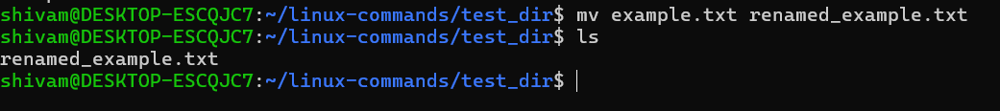 shivam@DESKTOP-ESCQJC7:~/linux-commands/test_dir$ mv example.txt renamed_example.txt
shivam@DESKTOP-ESCQJC7:~/linux-commands/test_dir$ ls
renamed_example.txt
shivam@DESKTOP-ESCQJC7:~/linux-commands/test_dir$